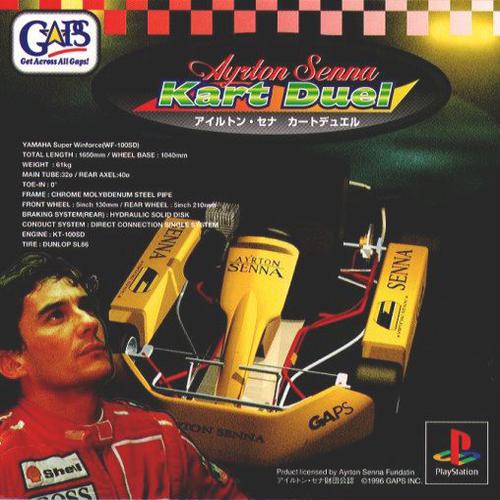 GAPS
Get Across All Gaps!
Ayrton Senna
Kart Duel
アイルトン・セナ カートデュエル
YAMAHA Super Winforce(WF-100SD)
TOTAL LENGTH : 1650mm / WHEEL BASE : 1040mm
WEIGHT : 61kg
MAIN TUBE:32ø / REAR AXEL:40ø
TOE-IN : 0°
FRAME : CHROME MOLYBDENUM STEEL PIPE
FRONT WHEEL : 5inch 130mm / REAR WHEEL : 5inch 210mm
BRAKING SYSTEM(REAR) : HYDRAULIC SOLID DISK
CONDUCT SYSTEM : DIRECT CONNECTION SINGLE SYSTEM
ENGINE : KT-100SD
TIRE : DUNLOP SL86
SENNA
AYRTON
SENNA
SENNA
GAPS
AYRTON SENNA
Shell
PlayStation
Prduct licensed by Ayrton Senna Fundatin
アイルトン・セナ財団公認 ©1996 GAPS INC.